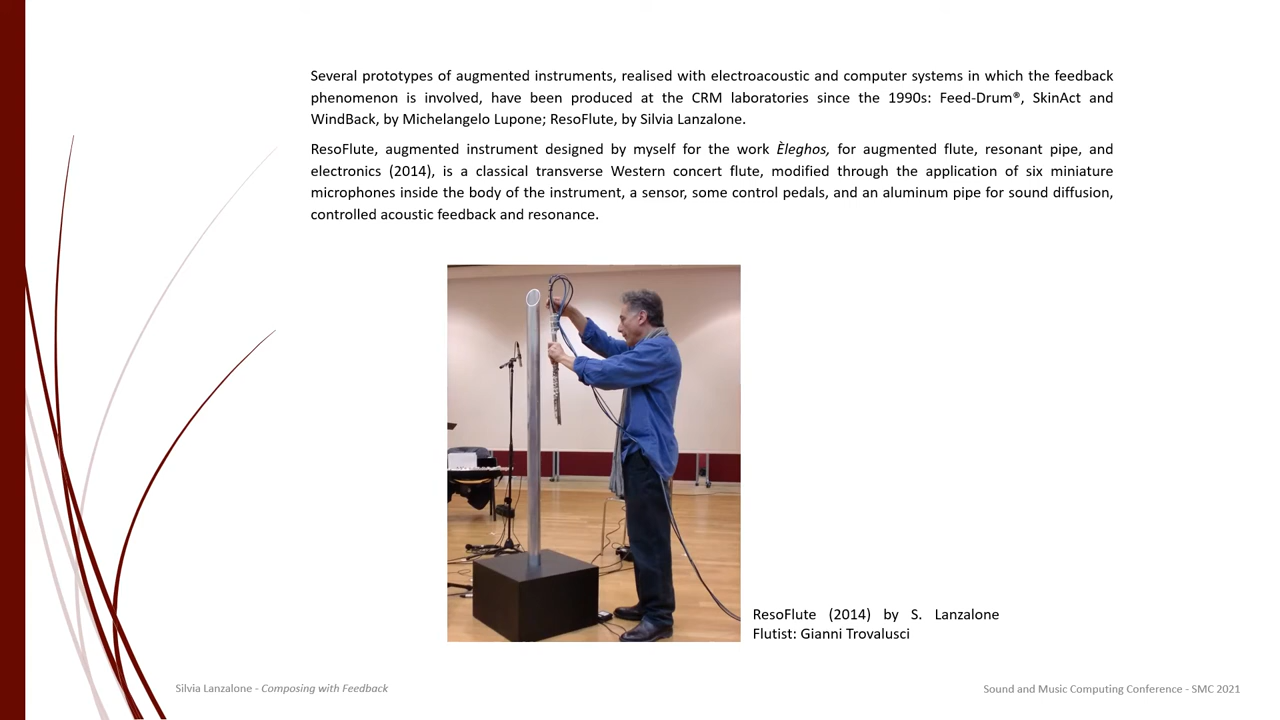 Several prototypes of augmented instruments, realised with electroacoustic and computer systems in which the feedback
phenomenon is involved, have been produced at the CRM laboratories since the 1990s: Feed-Drum®, SkinAct and
WindBack, by Michelangelo Lupone; ResoFlute, by Silvia Lanzalone.
ResoFlute, augmented instrument designed by myself for the work Èleghos, for augmented flute, resonant pipe, and
electronics (2014), is a classical transverse Western concert flute, modified through the application of six miniature
microphones inside the body of the instrument, a sensor, some control pedals, and an aluminum pipe for sound diffusion,
controlled acoustic feedback and resonance.
ResoFlute (2014) by S. Lanzalone
Flutist: Gianni Trovalusci
Silvia Lanzalone - Composing with Feedback
Sound and Music Computing Conference - SMC 2021